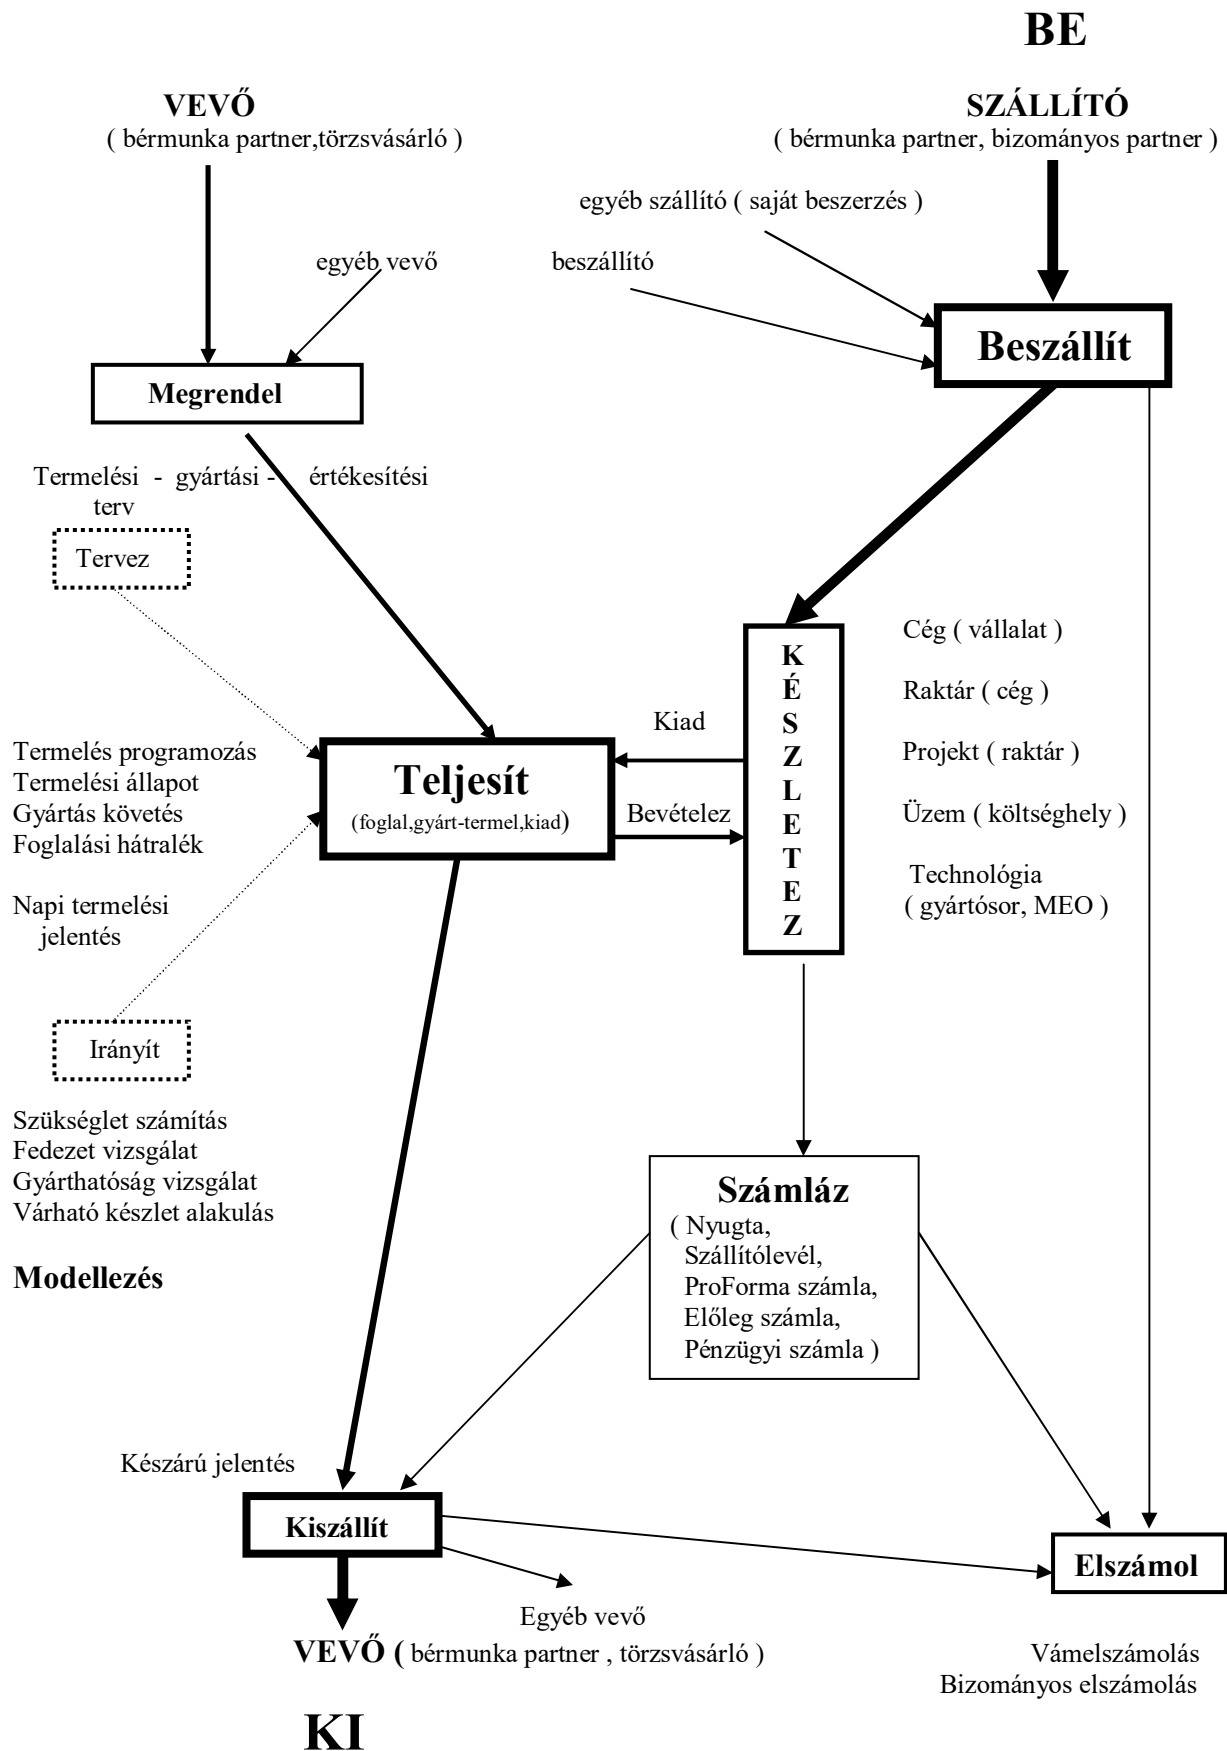 BE
VEVŐ
( bérmunka partner,törzsvásárló )
SZÁLLÍTÓ
( bérmunka partner, bizományos partner )
egyéb szállító ( saját beszerzés )
egyéb vevő
beszállító
Beszállít
Megrendel
Termelési - gyártási - értékesítési
terv
Tervez
K
É
S
Z
L
E
T
E
Z
Cég ( vállalat )
Raktár ( cég )
Projekt ( raktár )
Üzem ( költséghely )
Technológia
( gyártósor, MEO )
Kiad
Bevételez
Teljesít
(foglal,gyárt-termel,kiad)
Termelés programozás
Termelési állapot
Gyártás követés
Foglalási hátralék
Napi termelési
jelentés
Irányít
Szükséglet számítás
Fedezet vizsgálat
Gyárthatóság vizsgálat
Várható készlet alakulás
Modellezés
Számláz
( Nyugta,
Szállítólevél,
ProForma számla,
Előleg számla,
Pénzügyi számla )
Készárú jelentés
Kiszállít
Elszámol
Egyéb vevő
VEVŐ ( bérmunka partner , törzsvásárló )
Vámelszámolás
Bizományos elszámolás
KI